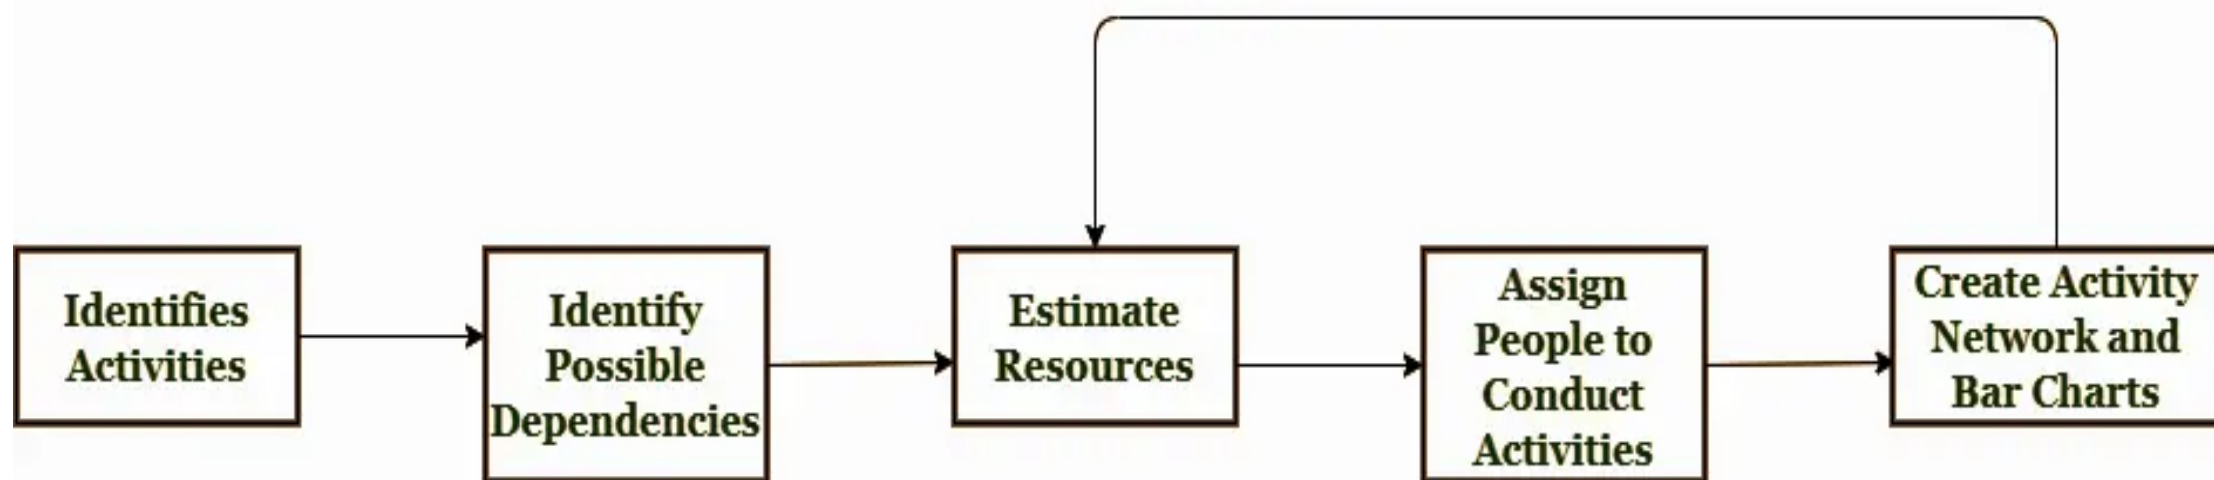 Identifies
Activities
Identify
Possible
Dependencies
Estimate
Resources
Assign
People to
Conduct
Activities
Create Activity
Network and
Bar Charts